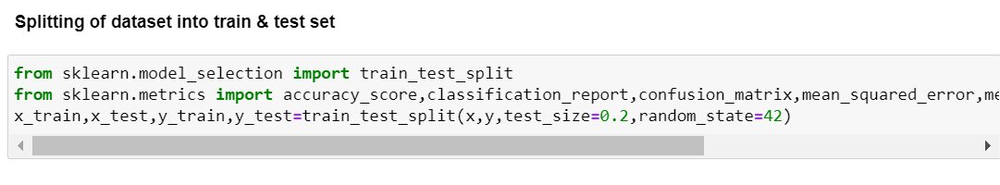 Splitting of dataset into train & test set
from sklearn.model_selection import train_test_split
from sklearn.metrics import accuracy_score,classification_report,confusion_matrix,mean_squared_error,
x_train,x_test,y_train,y_test=train_test_split(x,y,test_size=0.2,random_state=42)